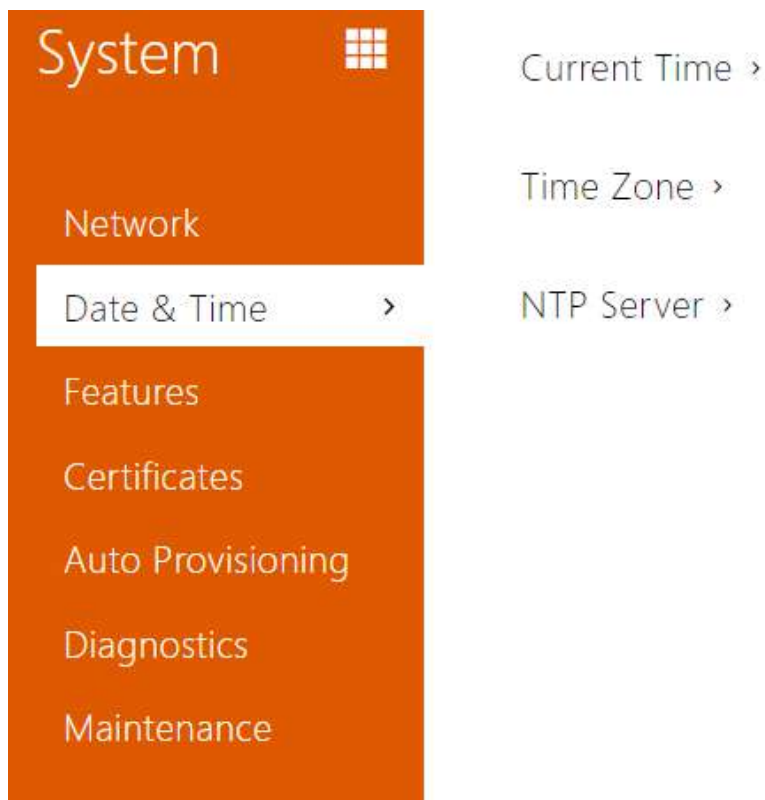 System
Network
Date & Time
Features
Certificates
Auto Provisioning
Diagnostics
Maintenance
Current Time
Time Zone
NTP Server